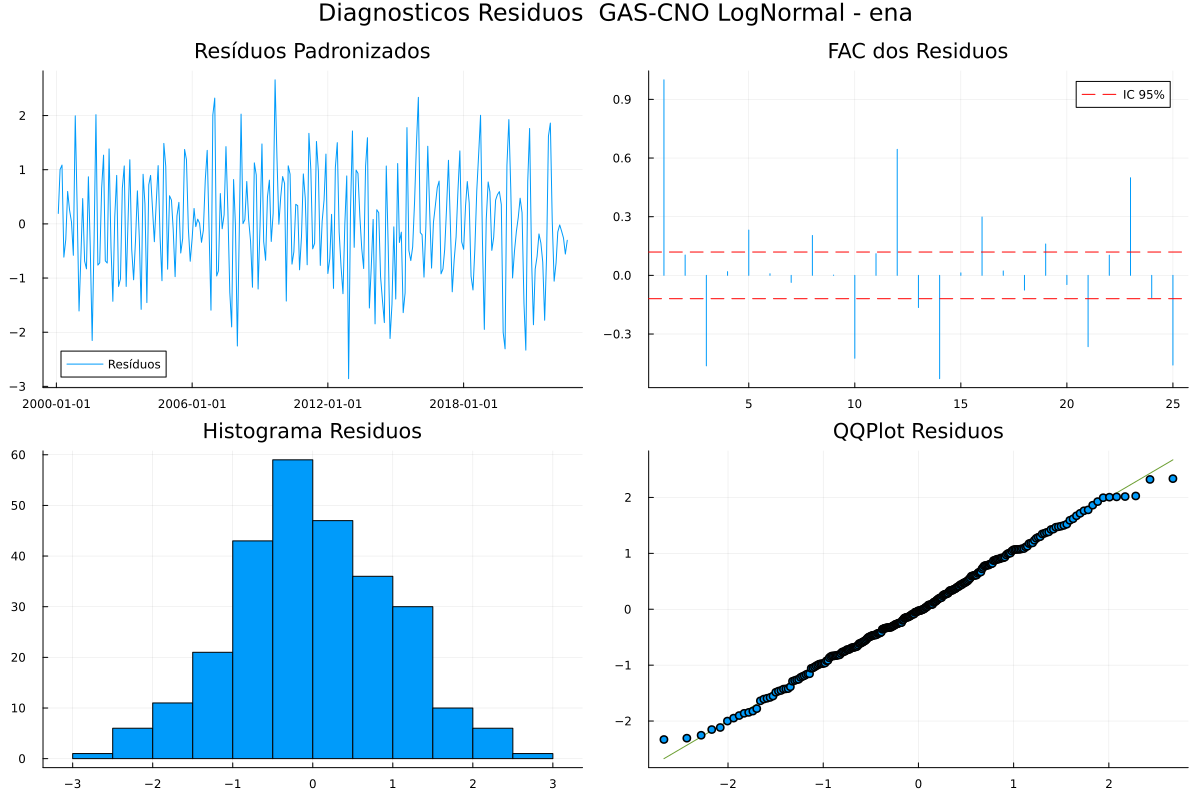 Diagnosticos Residuos  GAS-CNO LogNormal - ena
Resíduos Padronizados
2
1
0
−1
−2
−3
Resíduos
2000-01-01 2006-01-01 2012-01-01 2018-01-01
FAC dos Residuos
0.9
0.6
0.3
0.0
−0.3
IC 95%
5 10 15 20 25
Histograma Residuos
60
50
40
30
20
10
0
−3 −2 −1 0 1 2 3
QQPlot Residuos
2
1
0
−1
−2
−2 −1 0 1 2